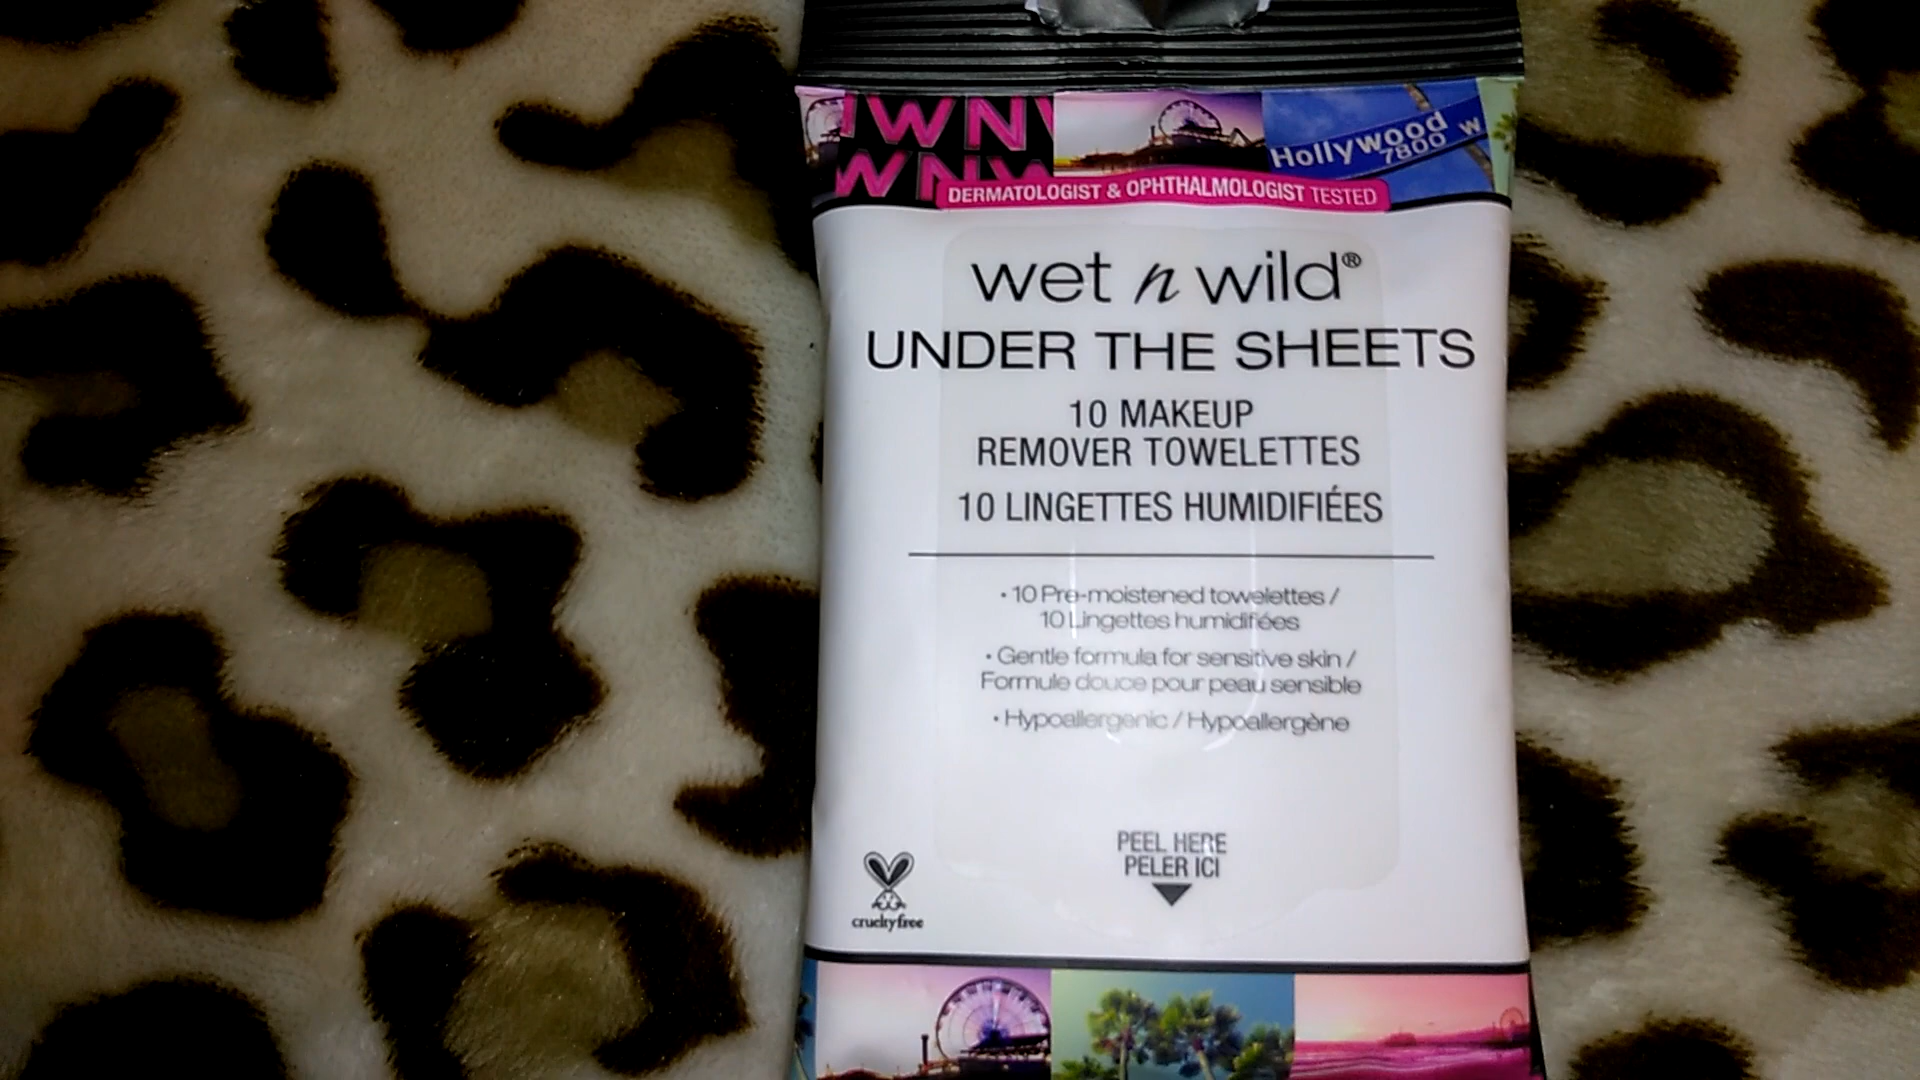 WN
WNW
Hollywood W
7800
DERMATOLOGIST & OPHTHALMOLOGIST TESTED
wet n wild®
UNDER THE SHEETS
10 MAKEUP
REMOVER TOWELETTES
10 LINGETTES HUMIDIFIÉES
• 10 Pre-moistened towelettes /
10 Lingettes humidifiées
• Gentle formula for sensitive skin /
Formule douce pour peau sensible
• Hypoallergenic / Hypoallergène
PEEL HERE
PELER ICI
crueltyfree